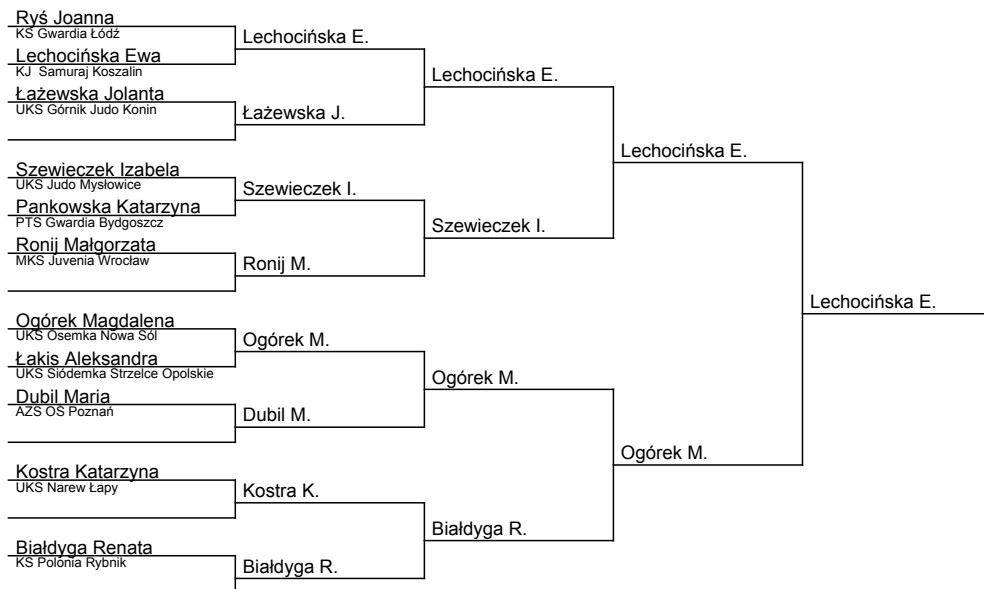 Ryś Joanna
KS Gwardia Łódź
Lechocińska Ewa
KJ Samuraj Koszalin
Łażewska Jolanta
UKS Górnik Judo Konin
Szewieczek Izabela
UKS Judo Mysłowice
Pankowska Katarzyna
PTS Gwardia Bydgoszcz
Ronij Małgorzata
MKS Juvenia Wrocław
Ogórek Magdalena
UKS Ósemka Nowa Sól
Łakis Aleksandra
UKS Siódemka Strzelce Opolskie
Dubil Maria
AZS OŚ Poznań
Kostra Katarzyna
UKS Narew Łapy
Białdyga Renata
KS Polonia Rybnik
Lechocińska E.
Łażewska J.
Szewieczek I.
Ronij M.
Ogórek M.
Dubil M.
Kostra K.
Białdyga R.
Lechocińska E.
Szewieczek I.
Ogórek M.
Białdyga R.
Lechocińska E.
Ogórek M.
Lechocińska E.